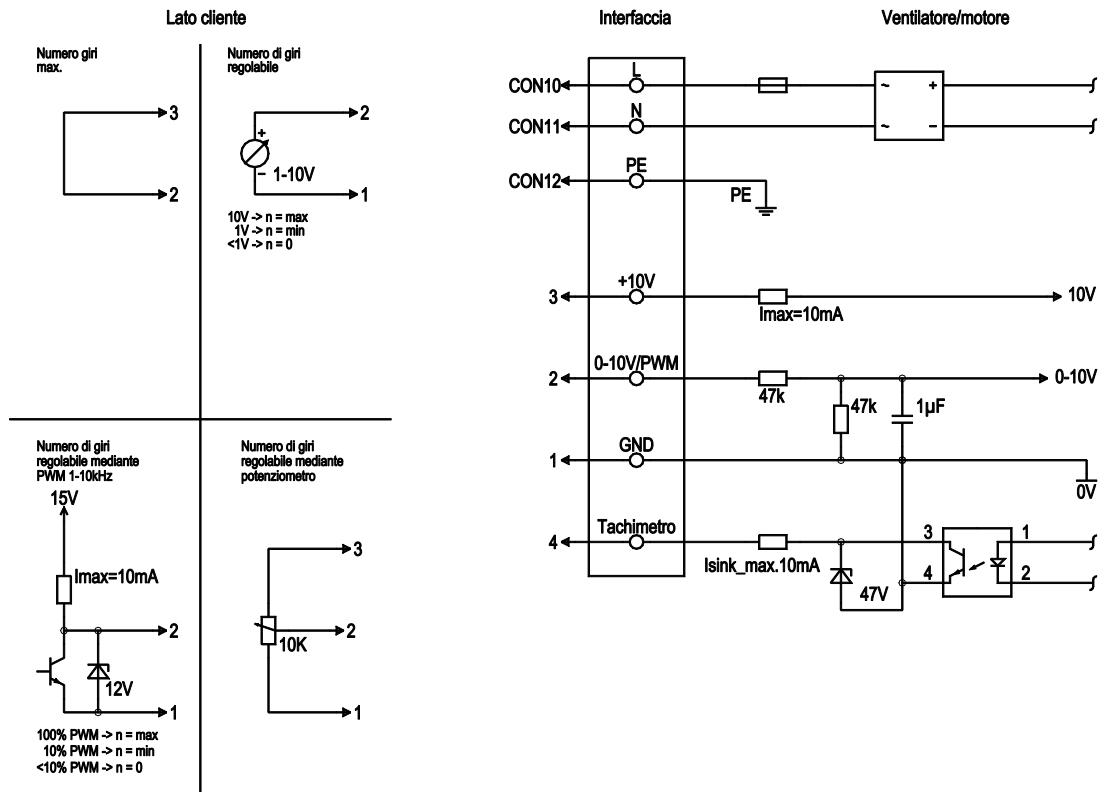 Lato cliente
Interfaccia
Ventilatore/motore
Numero giri
max.
3
2
Numero di giri
regolabile
2
+
1-10V
−
1
10V -> n = max
1V -> n = min
<1V -> n = 0
Numero di giri
regolabile mediante
PWM 1-10kHz
15V
Imax=10mA
2
12V
1
100% PWM -> n = max
10% PWM -> n = min
<10% PWM -> n = 0
Numero di giri
regolabile mediante
potenziometro
3
2
10K
1
CON10
L
~
+
CON11
N
~
−
CON12
PE
PE
3
+10V
Imax=10mA
10V
2
0-10V/PWM
47k
47k
1µF
0-10V
1
GND
0V
4
Tachimetro
Isink_max.10mA
47V
3
1
4
2